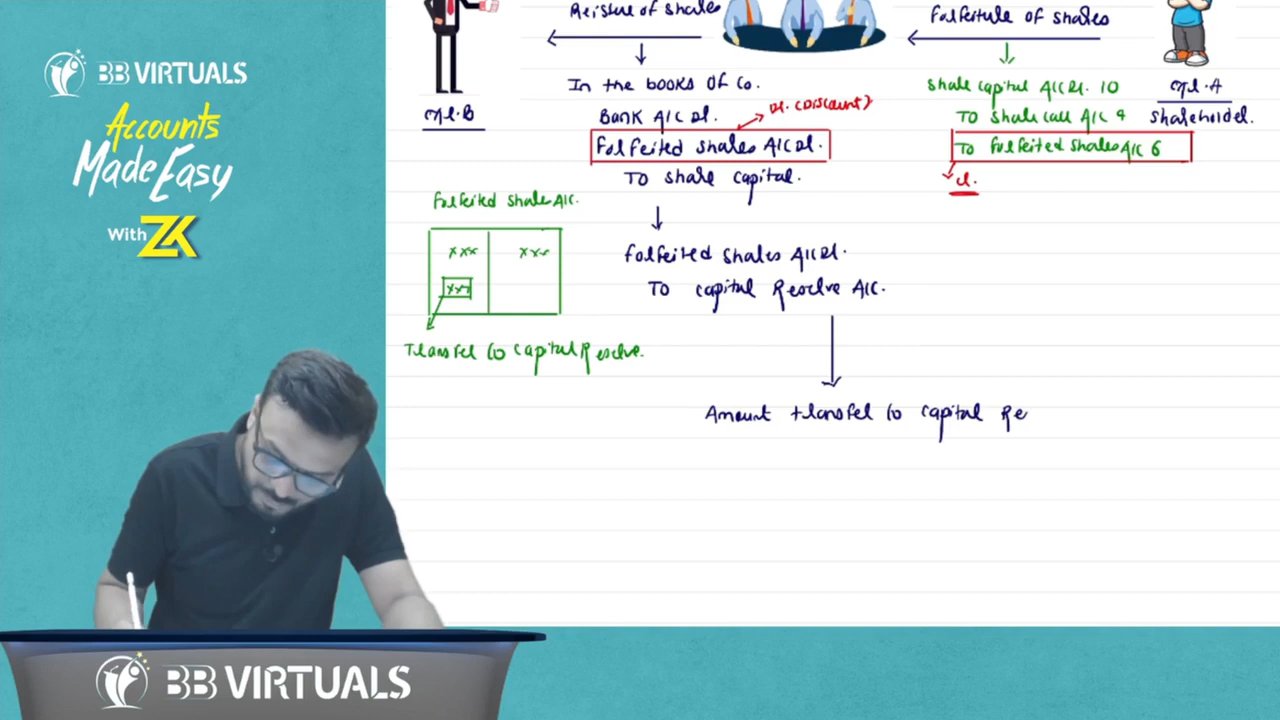 Reissue of shares
Forfeiture of shares
BB VIRTUALS
Accounts
Made Easy
With ZK
Mr. B
In the books of Co.
Bank A/c Dr.
Dr. (Discount)
Forfeited shares A/c Dr.
To share capital.
Share capital A/c Dr. 10
To share call A/c 4
To forfeited shares A/c 6
Cr.
Mr. A
shareholder.
Forfeited share A/c.
xxx xxx
xxx
Transfer to capital Reserve.
Forfeited shares A/c Dr.
To capital Reserve A/c.
Amount transfer to capital Re
BB VIRTUALS